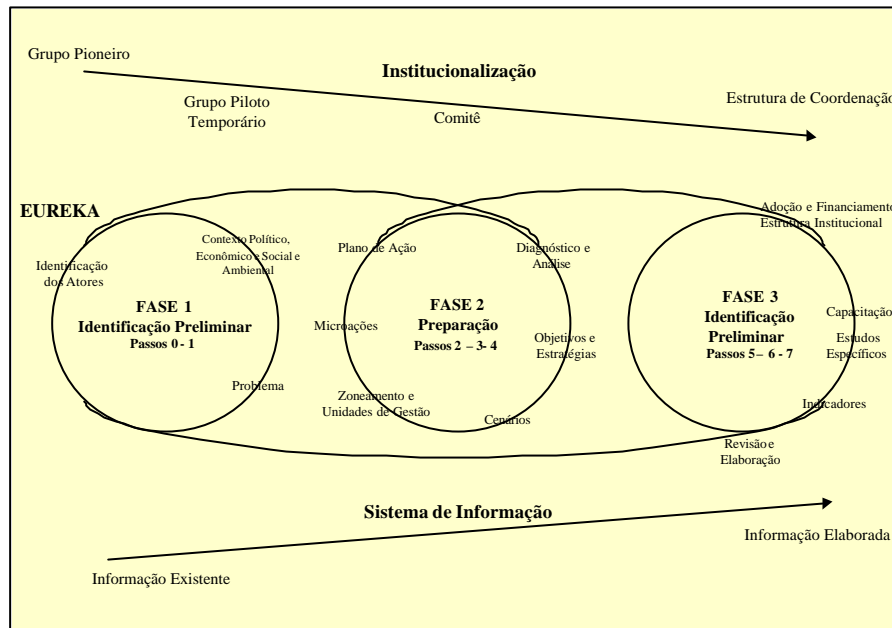 Grupo Pioneiro
Institucionalização
Grupo Piloto
Temporário
Comitê
Estrutura de Coordenação
EUREKA
Identificação
dos Atores
Contexto Político,
Econômico e Social e
Ambiental
FASE 1
Identificação Preliminar
Passos 0 - 1
Problema
Plano de Ação
Diagnóstico e
Análise
FASE 2
Preparação
Passos 2 – 3- 4
Microações
Objetivos e
Estratégias
Zoneamento e
Unidades de Gestão
Cenários
Adoção e Financiamento
Estrutura Institucional
FASE 3
Identificação
Preliminar
Passos 5 – 6 - 7
Capacitação
Estudos
Específicos
Indicadores
Revisão e
Elaboração
Sistema de Informação
Informação Elaborada
Informação Existente